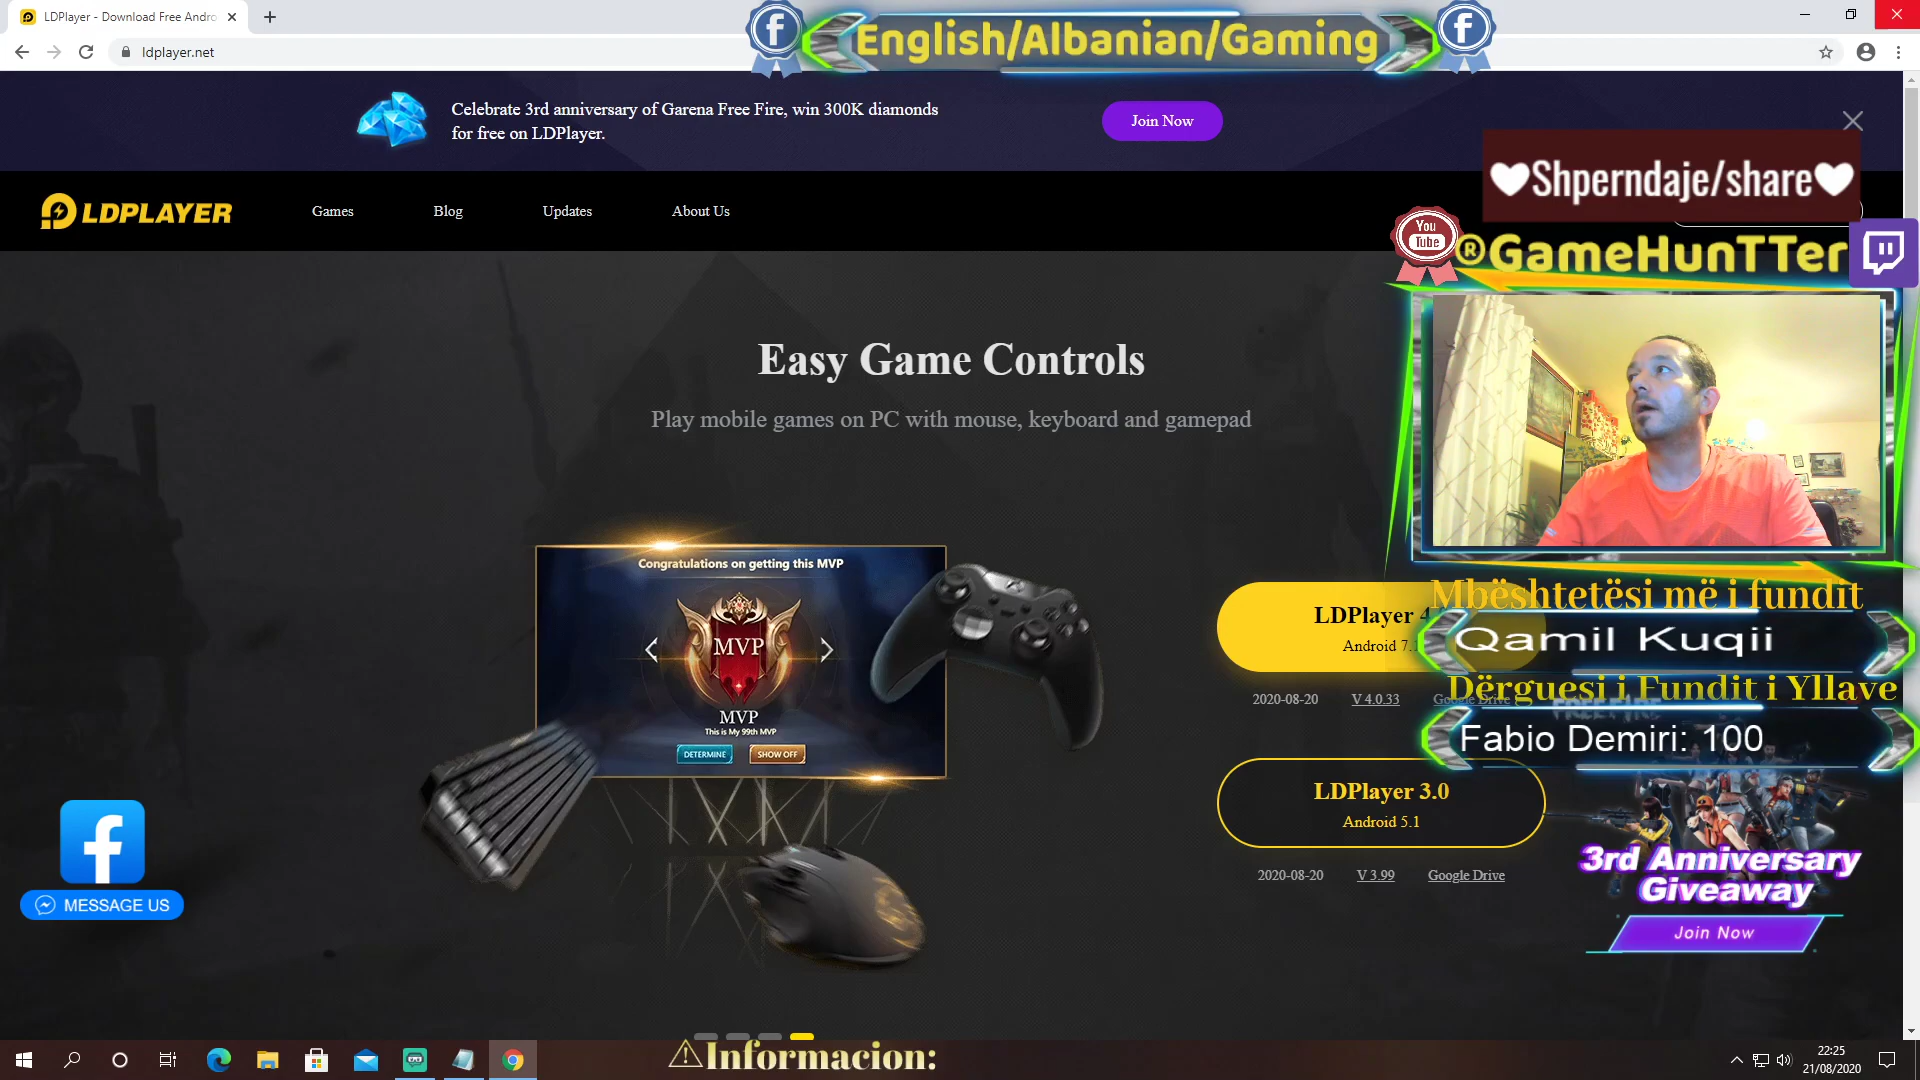 LDPlayer - Download Free Andro
English/Albanian/Gaming
ldplayer.net
Celebrate 3rd anniversary of Garena Free Fire, win 300K diamonds
for free on LDPlayer.
Join Now
♥Shperndaje/share♥
LDPLAYER
Games
Blog
Updates
About Us
You
Tube
®GameHunTTer
Easy Game Controls
Play mobile games on PC with mouse, keyboard and gamepad
Congratulations on getting this MVP
MVP
MVP
This is My 99th MVP
DETERMINE
SHOW OFF
LDPlayer 4
Android 7.1
2020-08-20
V 4.0.33
Google Drive
Mbështetësi më i fundit
Qamil Kuqii
Dërguesi i Fundit i Yllave
Fabio Demiri: 100
LDPlayer 3.0
Android 5.1
2020-08-20
V 3.99
Google Drive
3rd Anniversary
Giveaway
Join Now
MESSAGE US
⚠Informacion:
22:25
21/08/2020